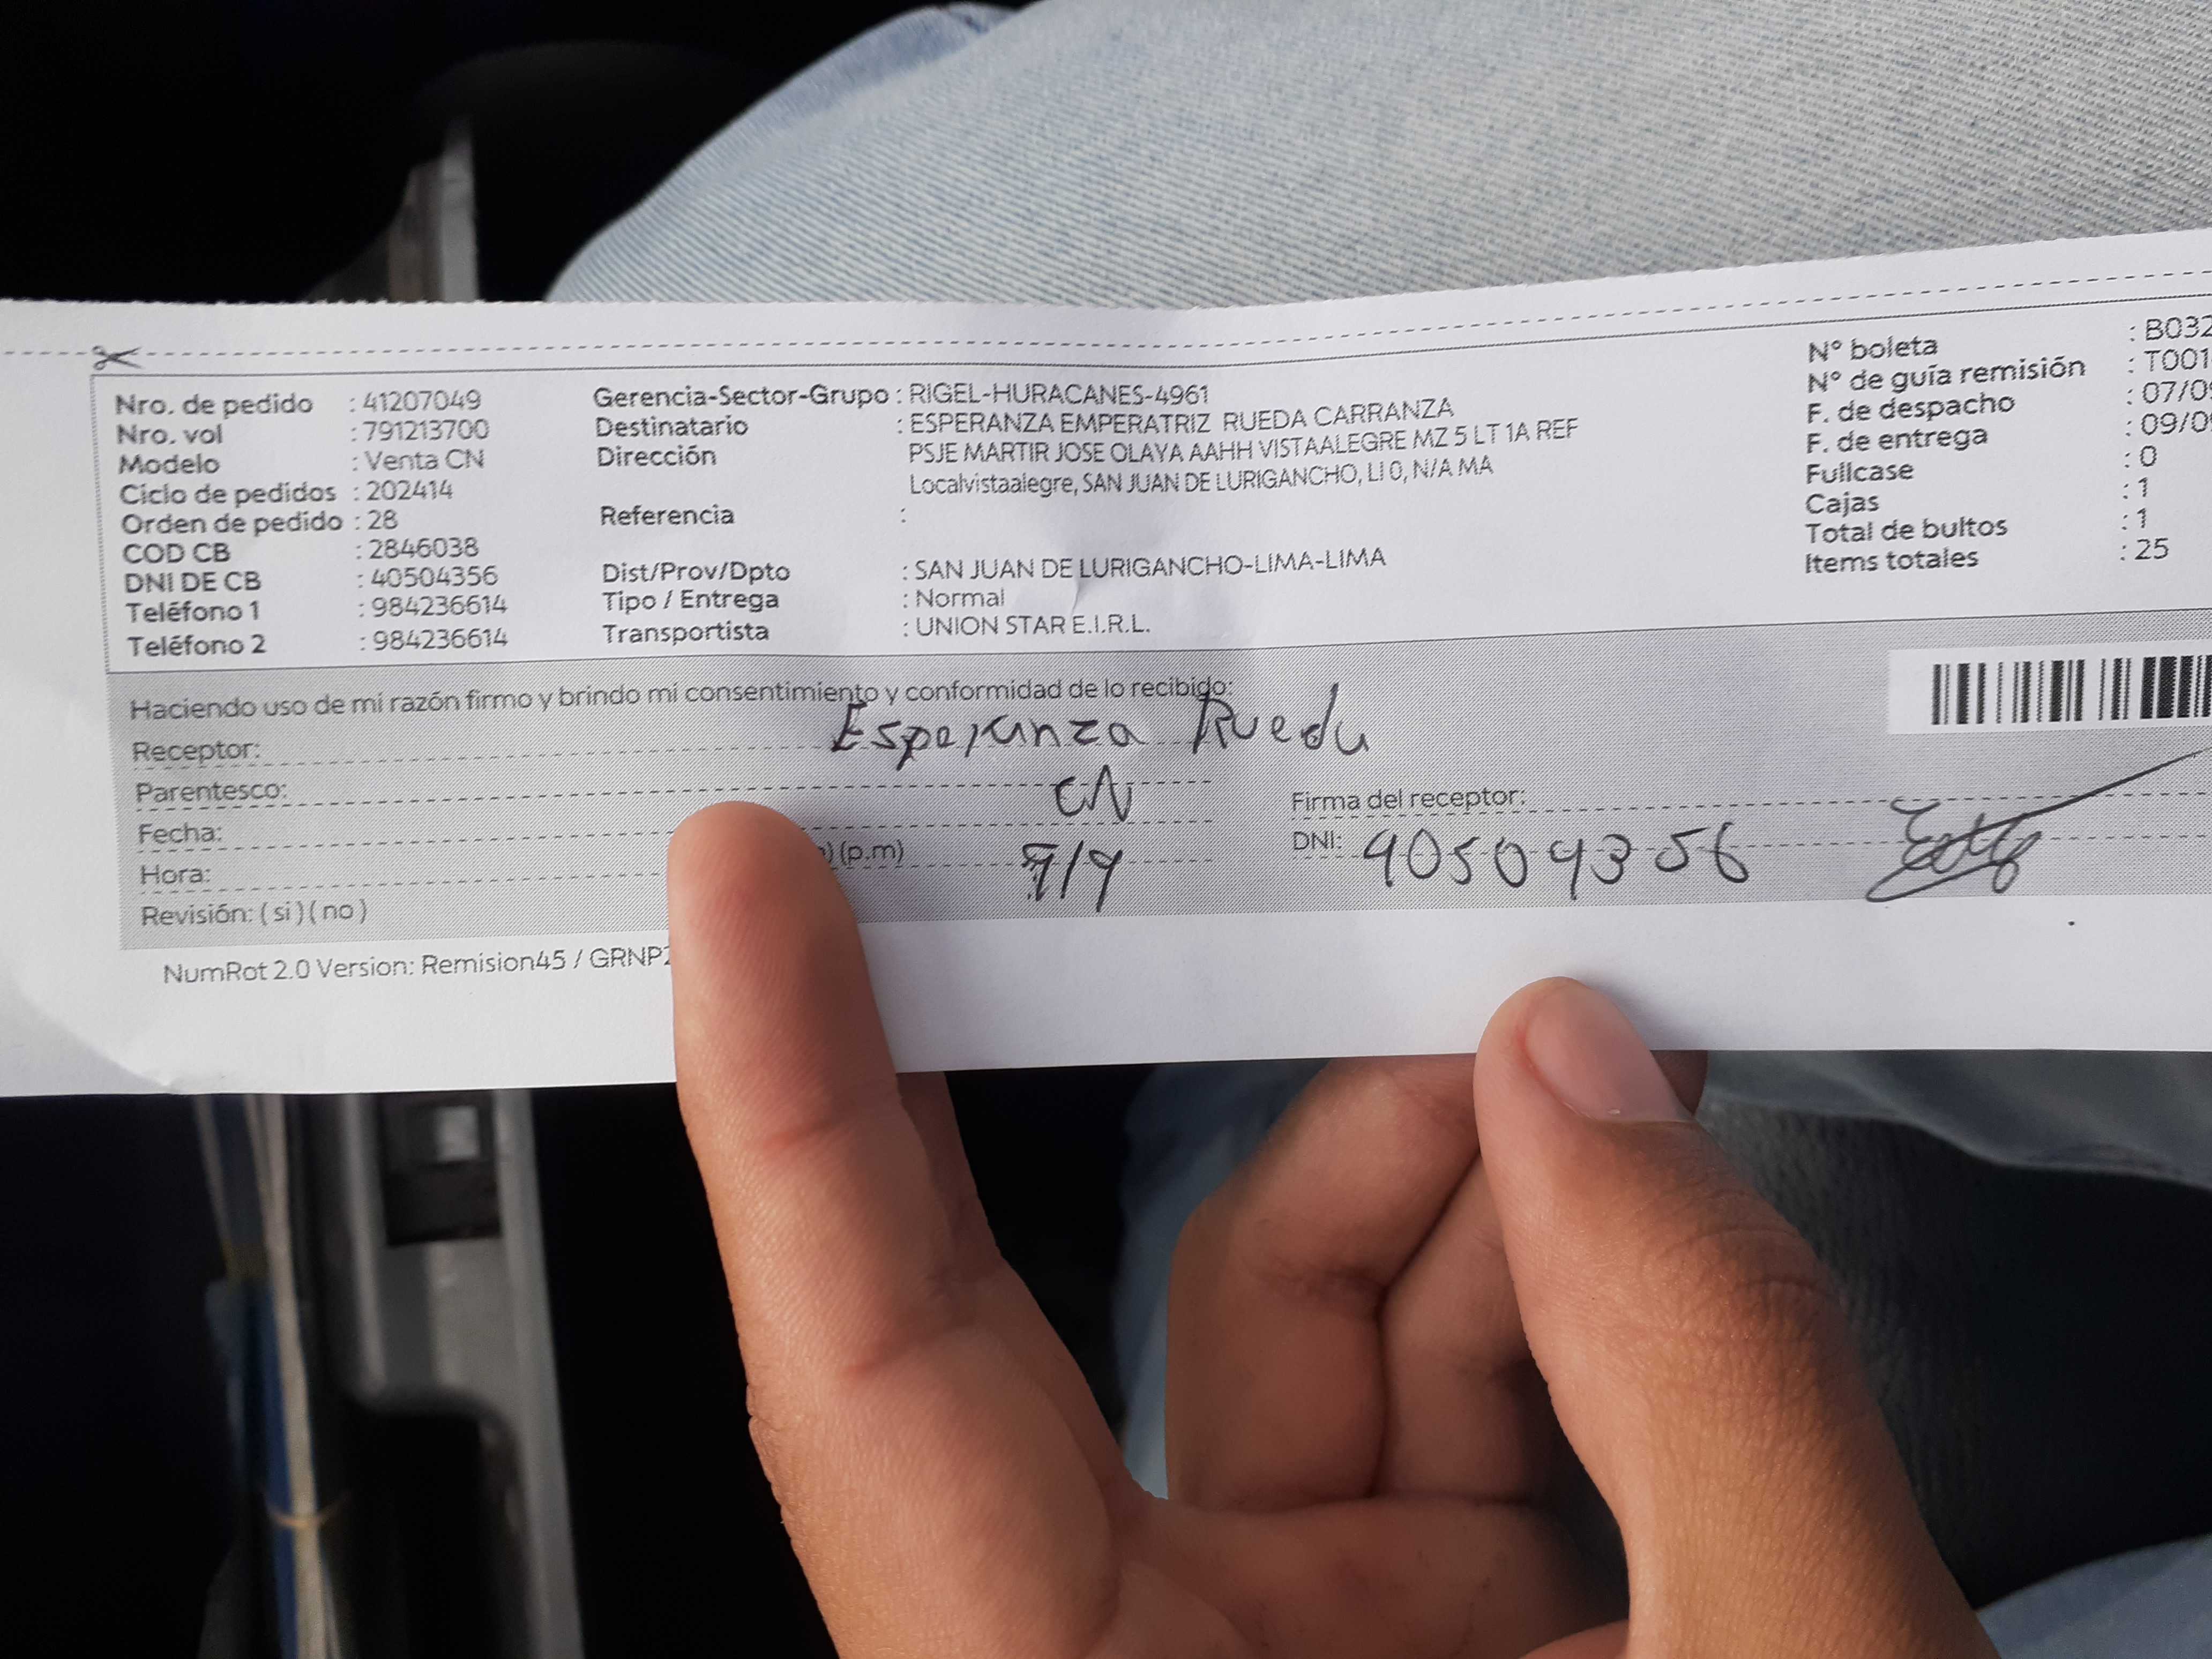 Nro. de pedido : 41207049
Nro. vol : 791213700
Modelo : Venta CN
Ciclo de pedidos : 202414
Orden de pedido : 28
COD CB : 2846038
DNI DE CB : 40504356
Teléfono 1 : 984236614
Teléfono 2 : 984236614
Gerencia-Sector-Grupo : RIGEL-HURACANES-4961
Destinatario : ESPERANZA EMPERATRIZ RUEDA CARRANZA
Dirección PSJE MARTIR JOSE OLAYA AAHH VISTAALEGRE MZ 5 LT 1A REF
Localvistaalegre, SAN JUAN DE LURIGANCHO, LI 0, N/A MA
Referencia :
Dist/Prov/Dpto : SAN JUAN DE LURIGANCHO-LIMA-LIMA
Tipo / Entrega : Normal
Transportista : UNION STAR E.I.R.L.
N° boleta : B032
N° de guía remisión : T001
F. de despacho : 07/0
F. de entrega : 09/0
Fullcase : 0
Cajas : 1
Total de bultos : 1
Items totales : 25
Haciendo uso de mi razón firmo y brindo mi consentimiento y conformidad de lo recibido:
Receptor: Esperanza Rueda
Parentesco: CN
Fecha:
Hora: (p.m)
Revisión: ( si ) ( no )
Firma del receptor:
DNI: 40504356
NumRot 2.0 Version: Remision45 / GRNP